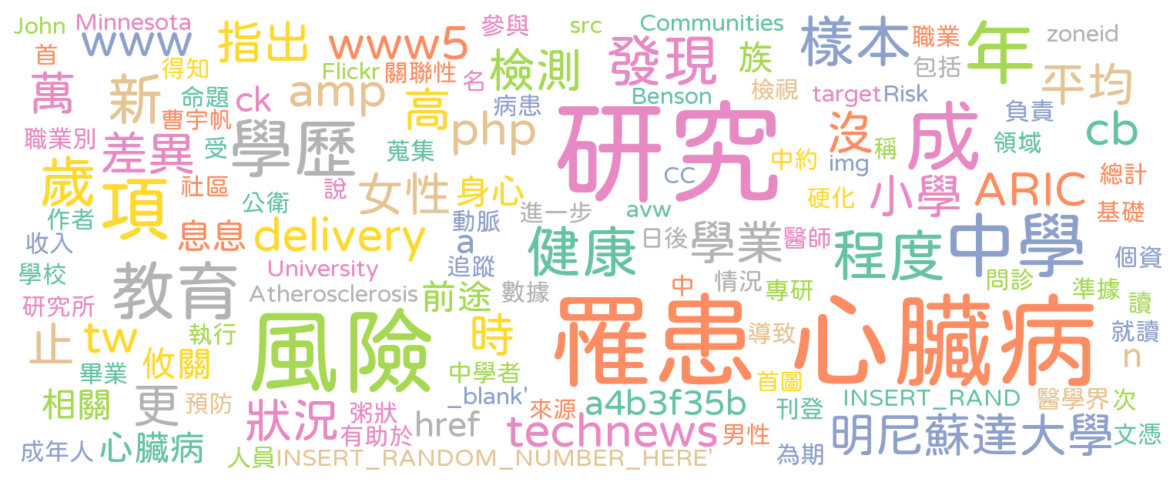 John Minnesota 參與 src Communities
www 指出 www5 發現 族 樣本 職業 年 zoneid
首 得知 Flickr 關聯性 名 檢測 包括
萬 新 命題 ck amp 高 病患 Benson 檢視 target Risk 平均
曹宇帆 php 研究 負責 cb
職業別 差異 受 學歷 蒐集 沒 稱 成 領域
歲 項 社區 說 女性 身心 CC 中約 img 小學 ARIC 總計
作者 公衛 動脈 進一步 avw 硬化 基礎
收入 息息 delivery a 健康 日後 學業 醫師 程度 中學 個資
學校 教育 University 追蹤 情況 問診
研究所 Atherosclerosis 前途 數據 中 專研 準據 讀
止 tw 執行 風險 時 罹患 導致 心臟病 就讀
畢業 攸關 中學者 首圖 n
相關 更 預防 狀況 粥狀 _blank' 來源 a4b3f35b 刊登 INSERT_RAND 醫學界 次
成年人 心臟病 有助於 href technews 男性 明尼蘇達大學 文憑
人員 INSERT_RANDOM_NUMBER_HERE' 為期